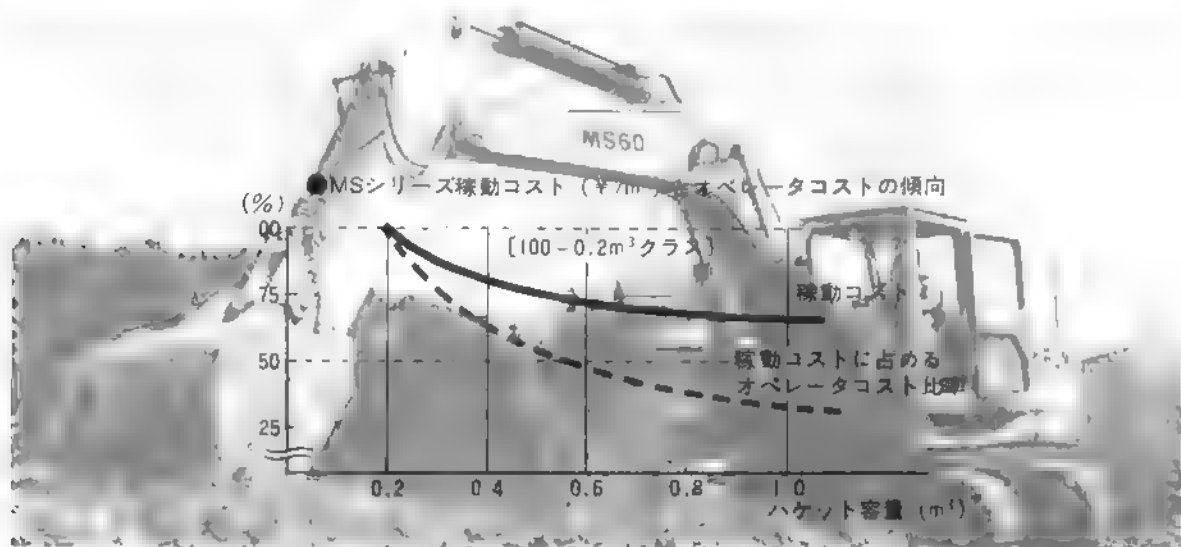 MS60
●MSシリーズ稼動コスト(¥/m³)とオペレータコストの傾向
(%)
00
[100-0.2m³クラス]
75
稼動コスト
50
稼動コストに占める
オペレータコスト比率
25
0.2 0.4 0.6 0.8 1.0
バケット容量(m³)